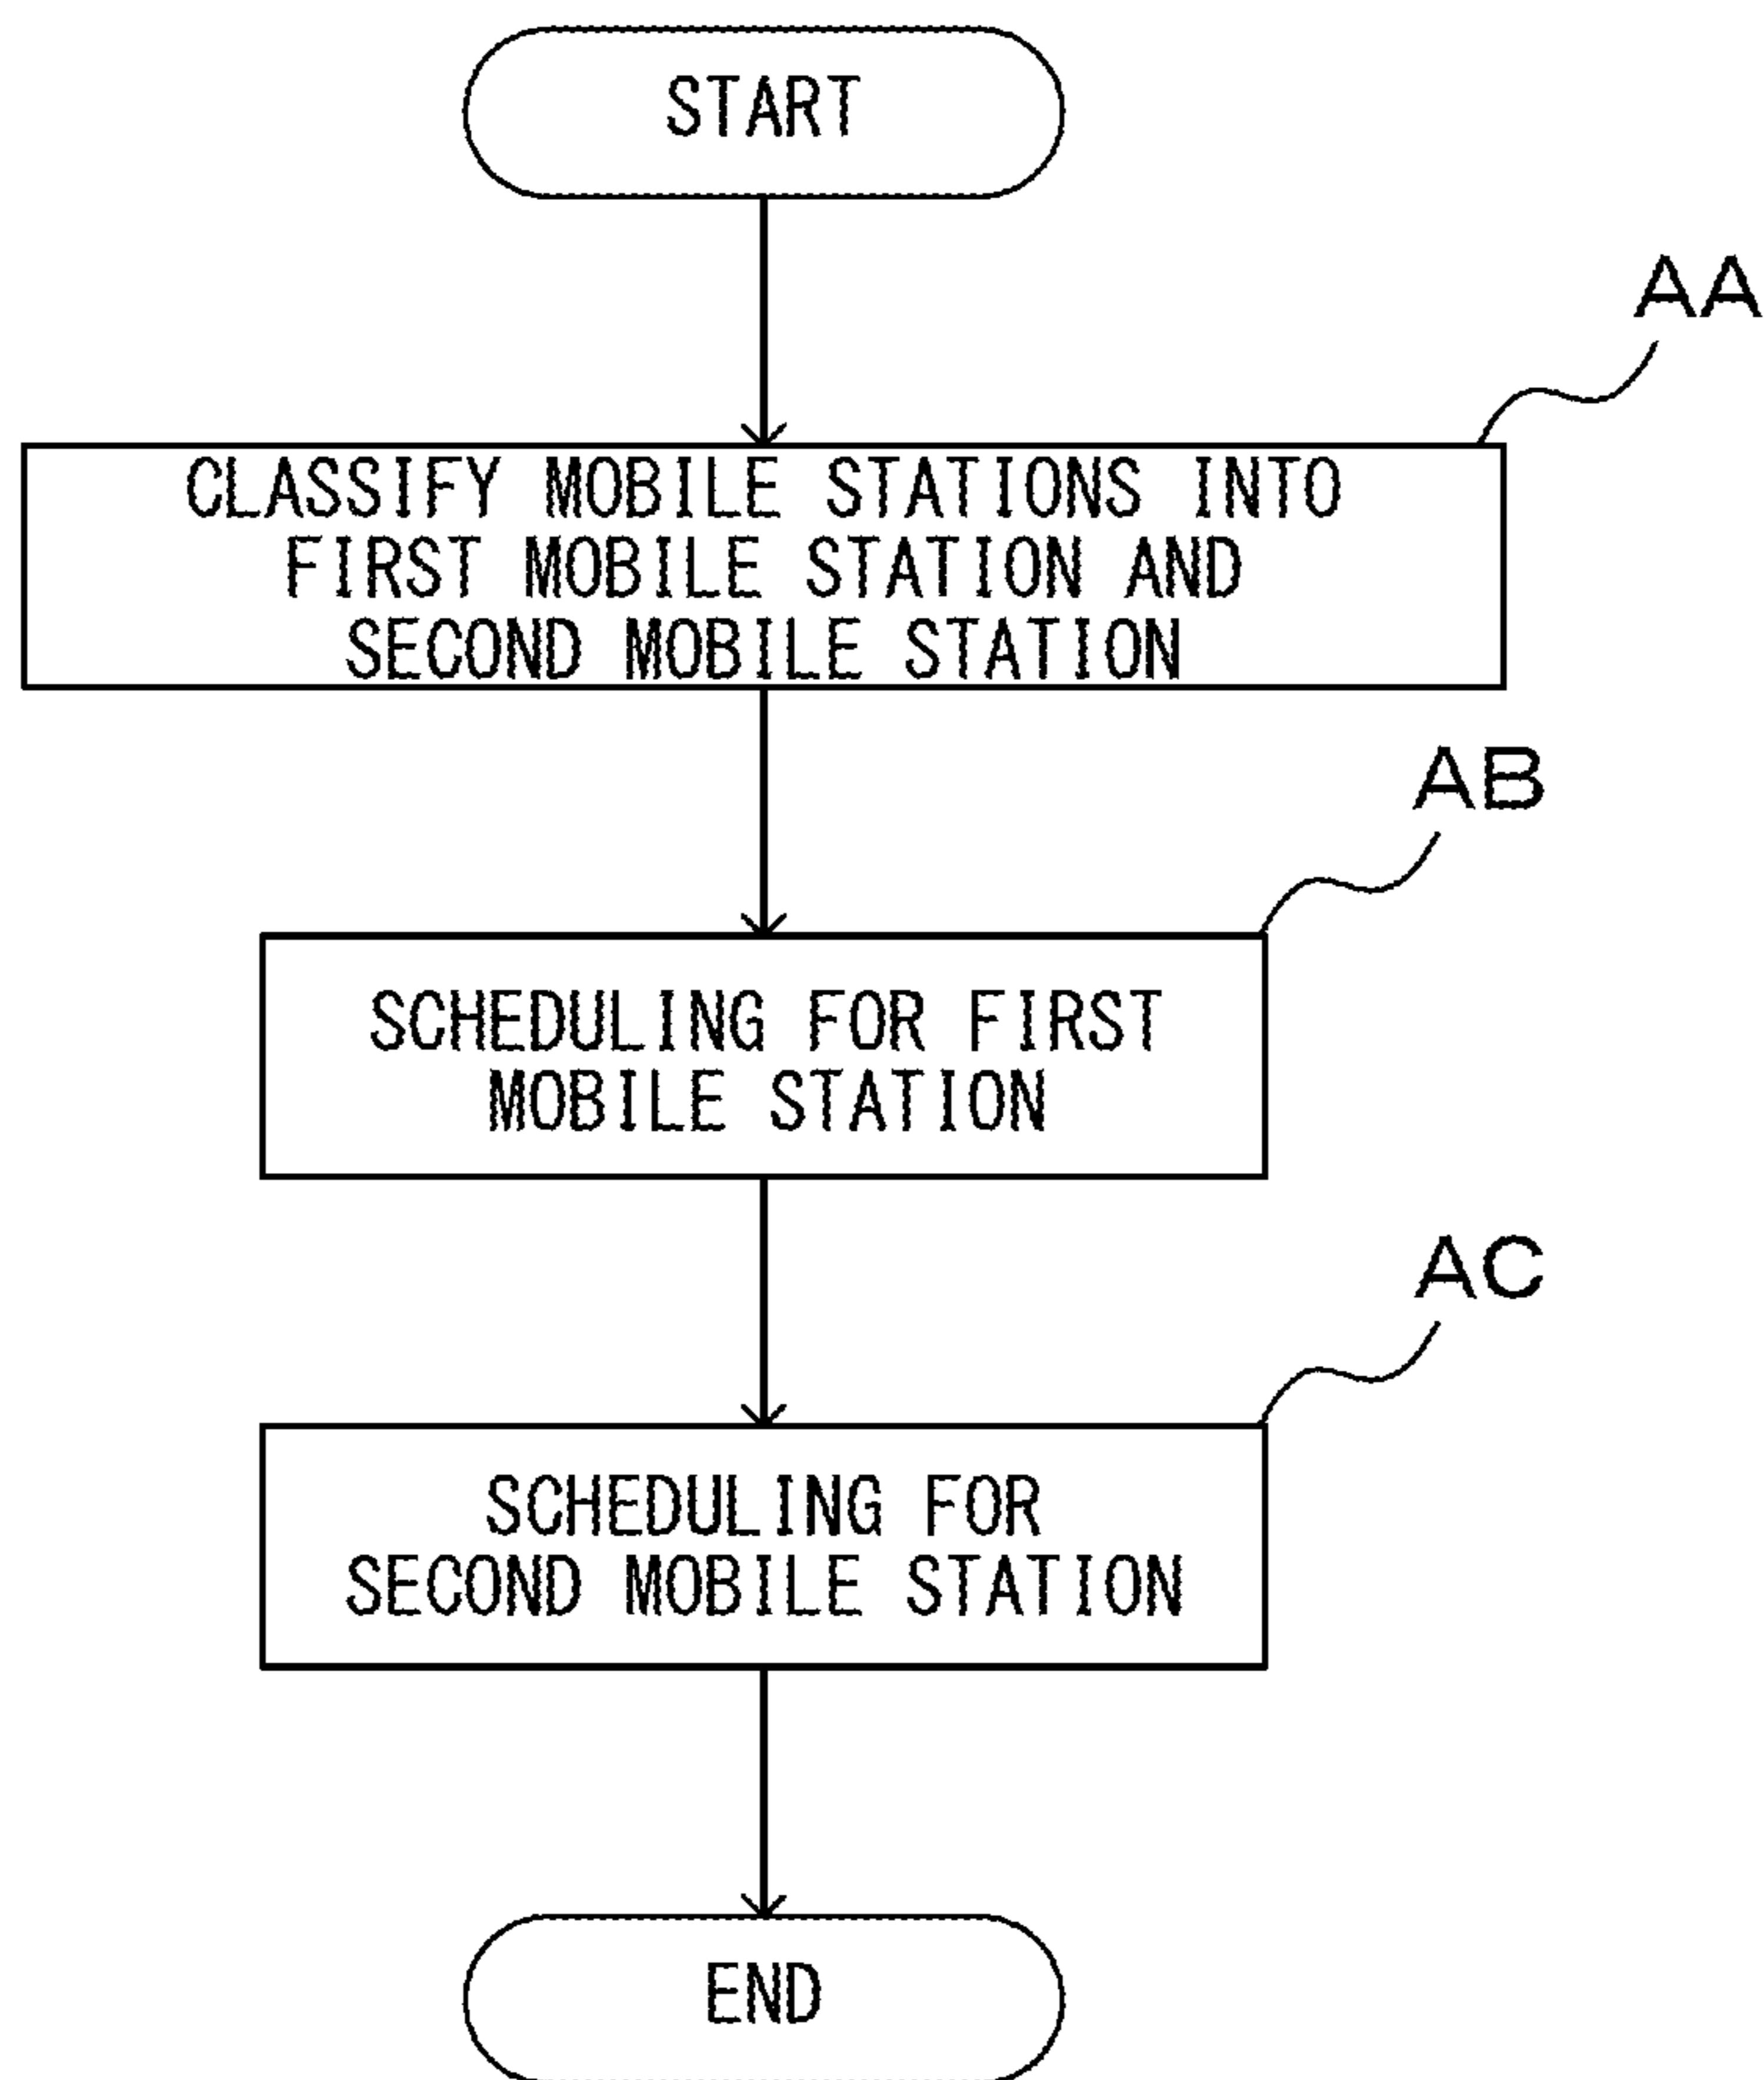 START
AA
CLASSIFY MOBILE STATIONS INTO
FIRST MOBILE STATION AND
SECOND MOBILE STATION
AB
SCHEDULING FOR FIRST
MOBILE STATION
AC
SCHEDULING FOR
SECOND MOBILE STATION
END